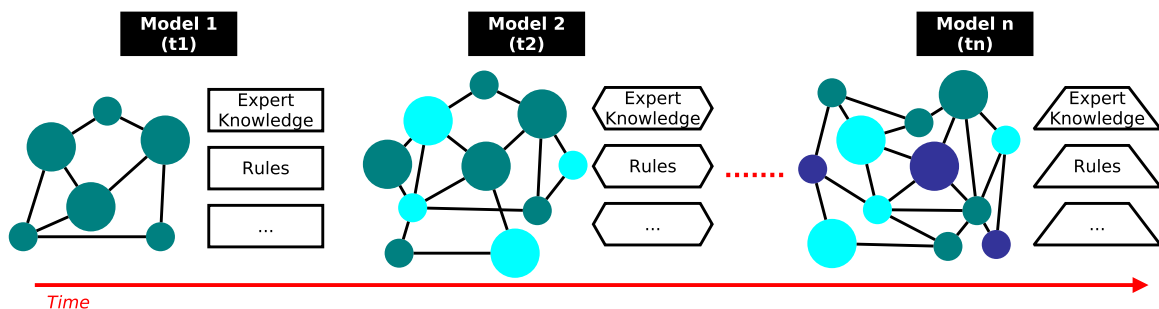 Model 1
(t1)
Expert
Knowledge
Rules
...
Model 2
(t2)
Expert
Knowledge
Rules
...
Model n
(tn)
Expert
Knowledge
Rules
...
Time